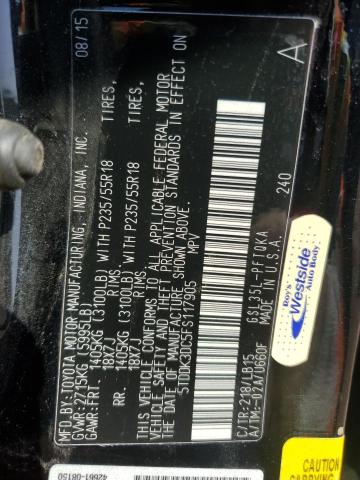 MFD.BY:TOYOTA MOTOR MANUFACTURING, INDIANA, INC. 08/15
GVWR:2715KG(5995LB)
GAWR:FRT. 1405KG(3100LB) WITH P235/55R18 TIRES,
18X7J RIMS
RR. 1405KG(3100LB) WITH P235/55R18 TIRES,
18X7J RIMS
THIS VEHICLE CONFORMS TO ALL APPLICABLE FEDERAL MOTOR
VEHICLE SAFETY AND THEFT PREVENTION STANDARDS IN EFFECT ON
THE DATE OF MANUFACTURE SHOWN ABOVE.
5TDDK3DC5FS117905 MPV
A
C/TR:218/LB15 GSL35L-PFTQKA
A/TM:-02A/U660F U.S.A. 240
Roy's
Westside
Auto Body
42661-08150
CARRYING